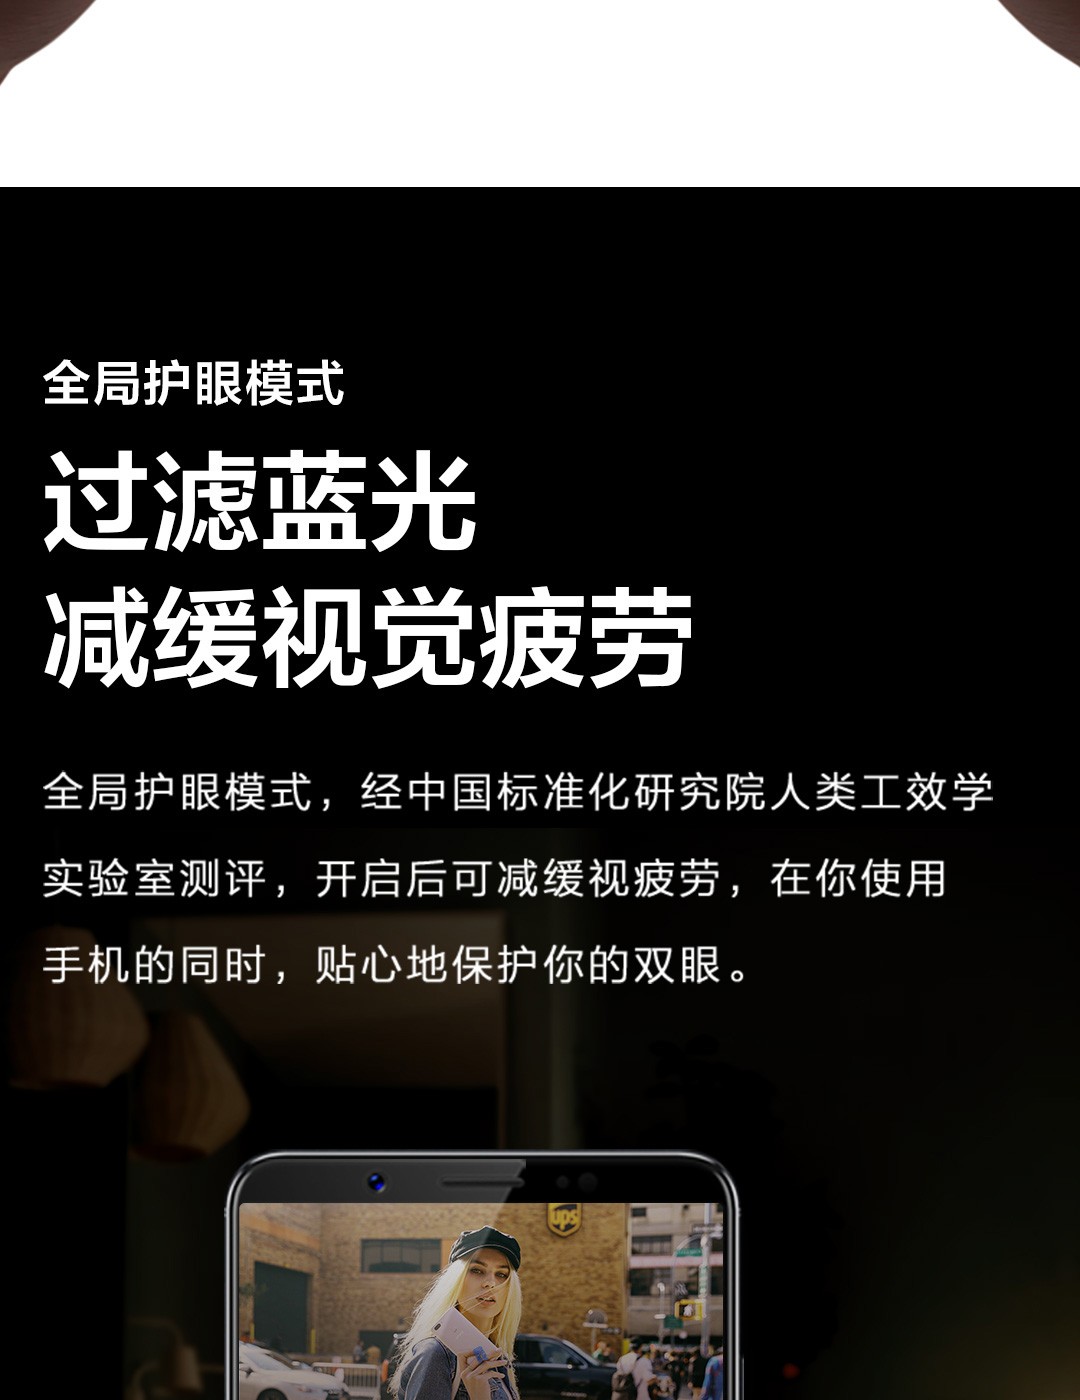 全局护眼模式
过滤蓝光
减缓视觉疲劳
全局护眼模式，经中国标准化研究院人类工效学
实验室测评，开启后可减缓视疲劳，在你使用
手机的同时，贴心地保护你的双眼。
ups